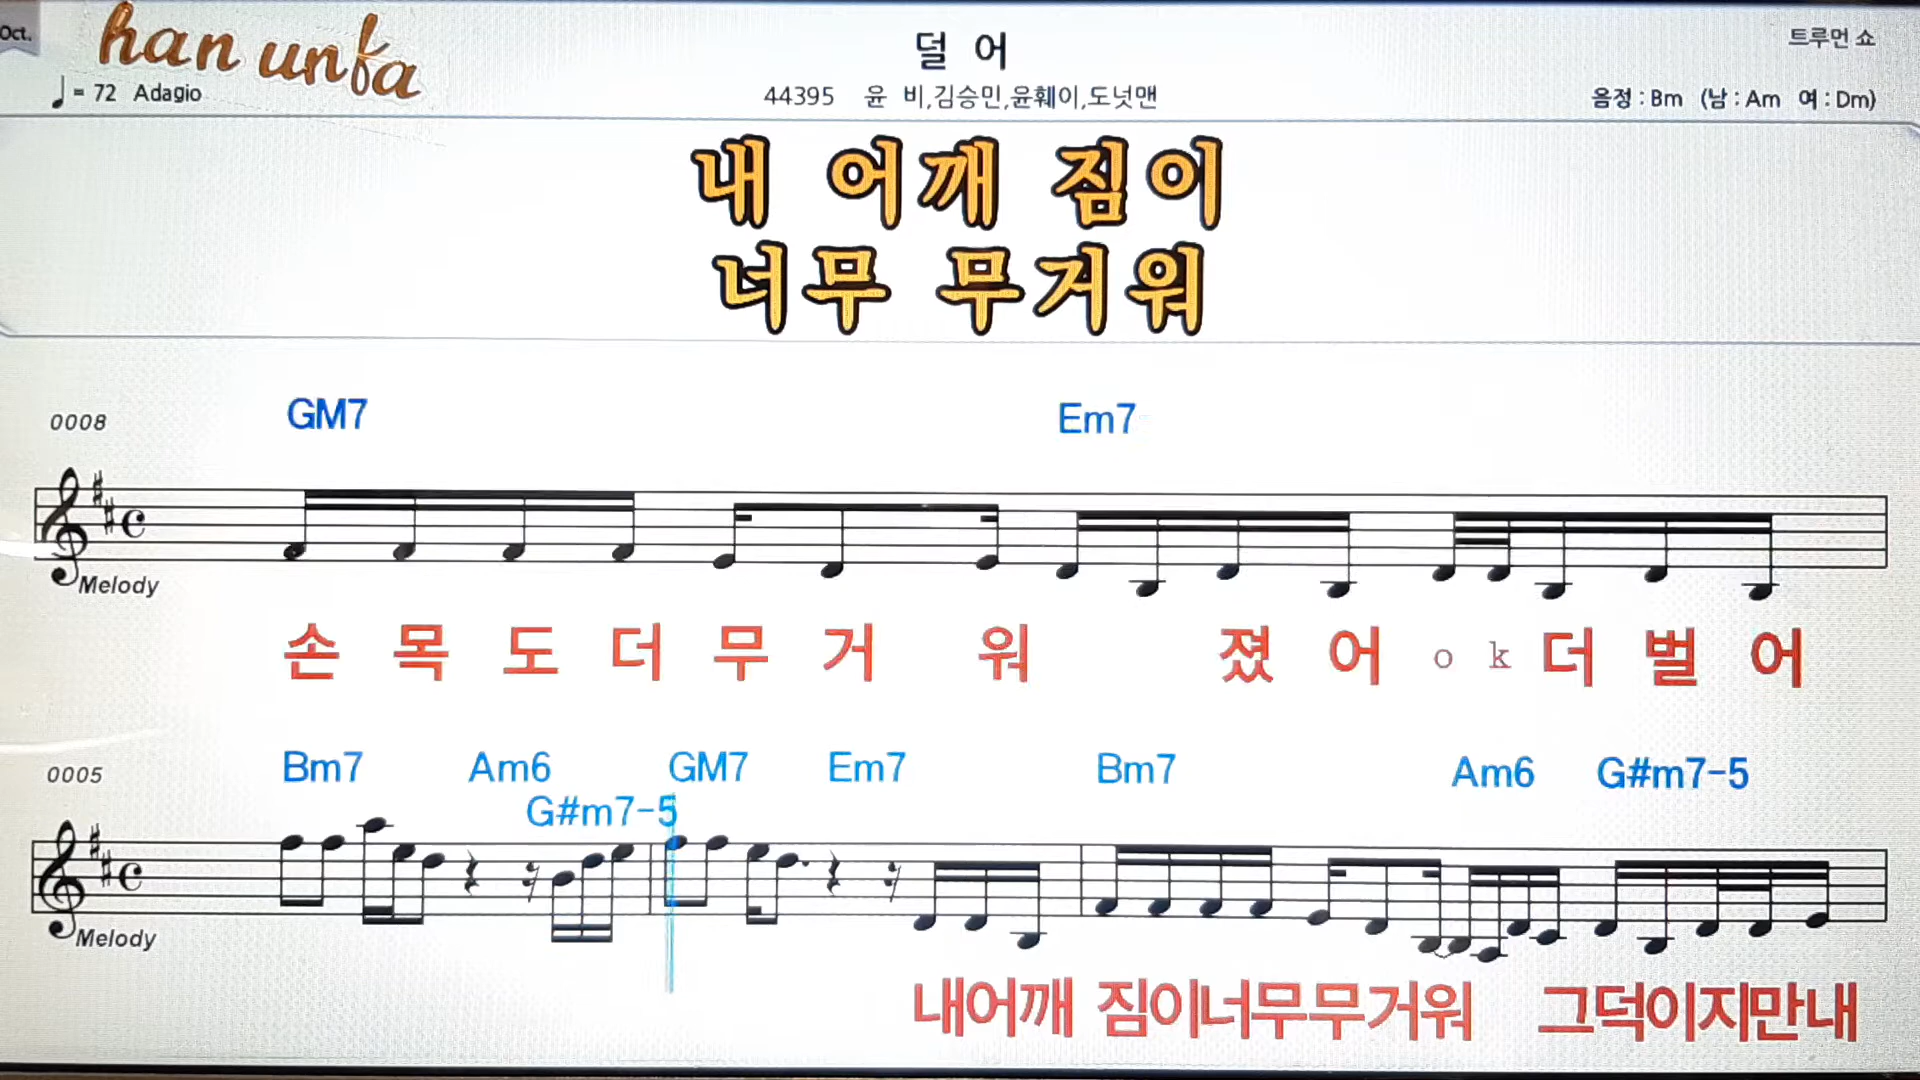 Oct.
han unfa
덜 어
트루먼 쇼
♩ = 72 Adagio
44395 윤 비,김승민,윤훼이,도넛맨
음정 : Bm (남 : Am 여 : Dm)
내 어깨 짐이
너무 무거워
0008
GM7 Em7
Melody
손 목 도 더 무 거 워 졌 어 o k 더 벌 어
0005
Bm7 Am6 GM7 Em7 Bm7 Am6 G#m7-5
G#m7-5
Melody
내어깨 짐이너무무거워 그덕이지만내